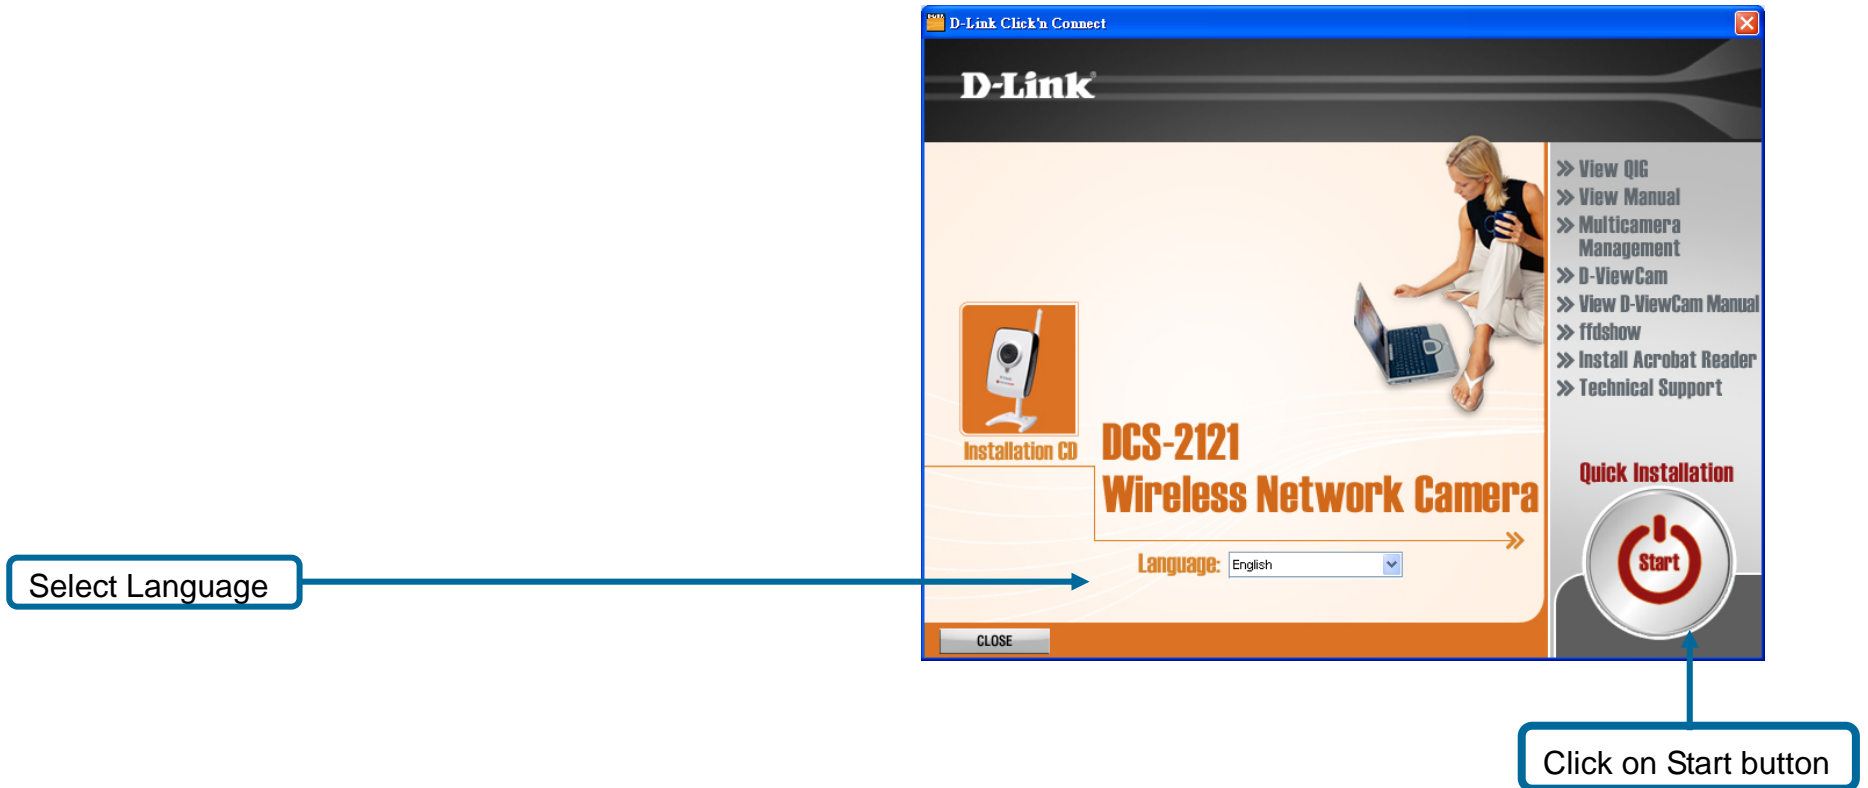 D-Link Click'n Connect
D-Link
View QIG
View Manual
Multicamera
Management
D-ViewCam
View D-ViewCam Manual
ffdshow
Install Acrobat Reader
Technical Support
Installation CD
DCS-2121
Wireless Network Camera
Language: English
Quick Installation
Start
CLOSE
Select Language
Click on Start button